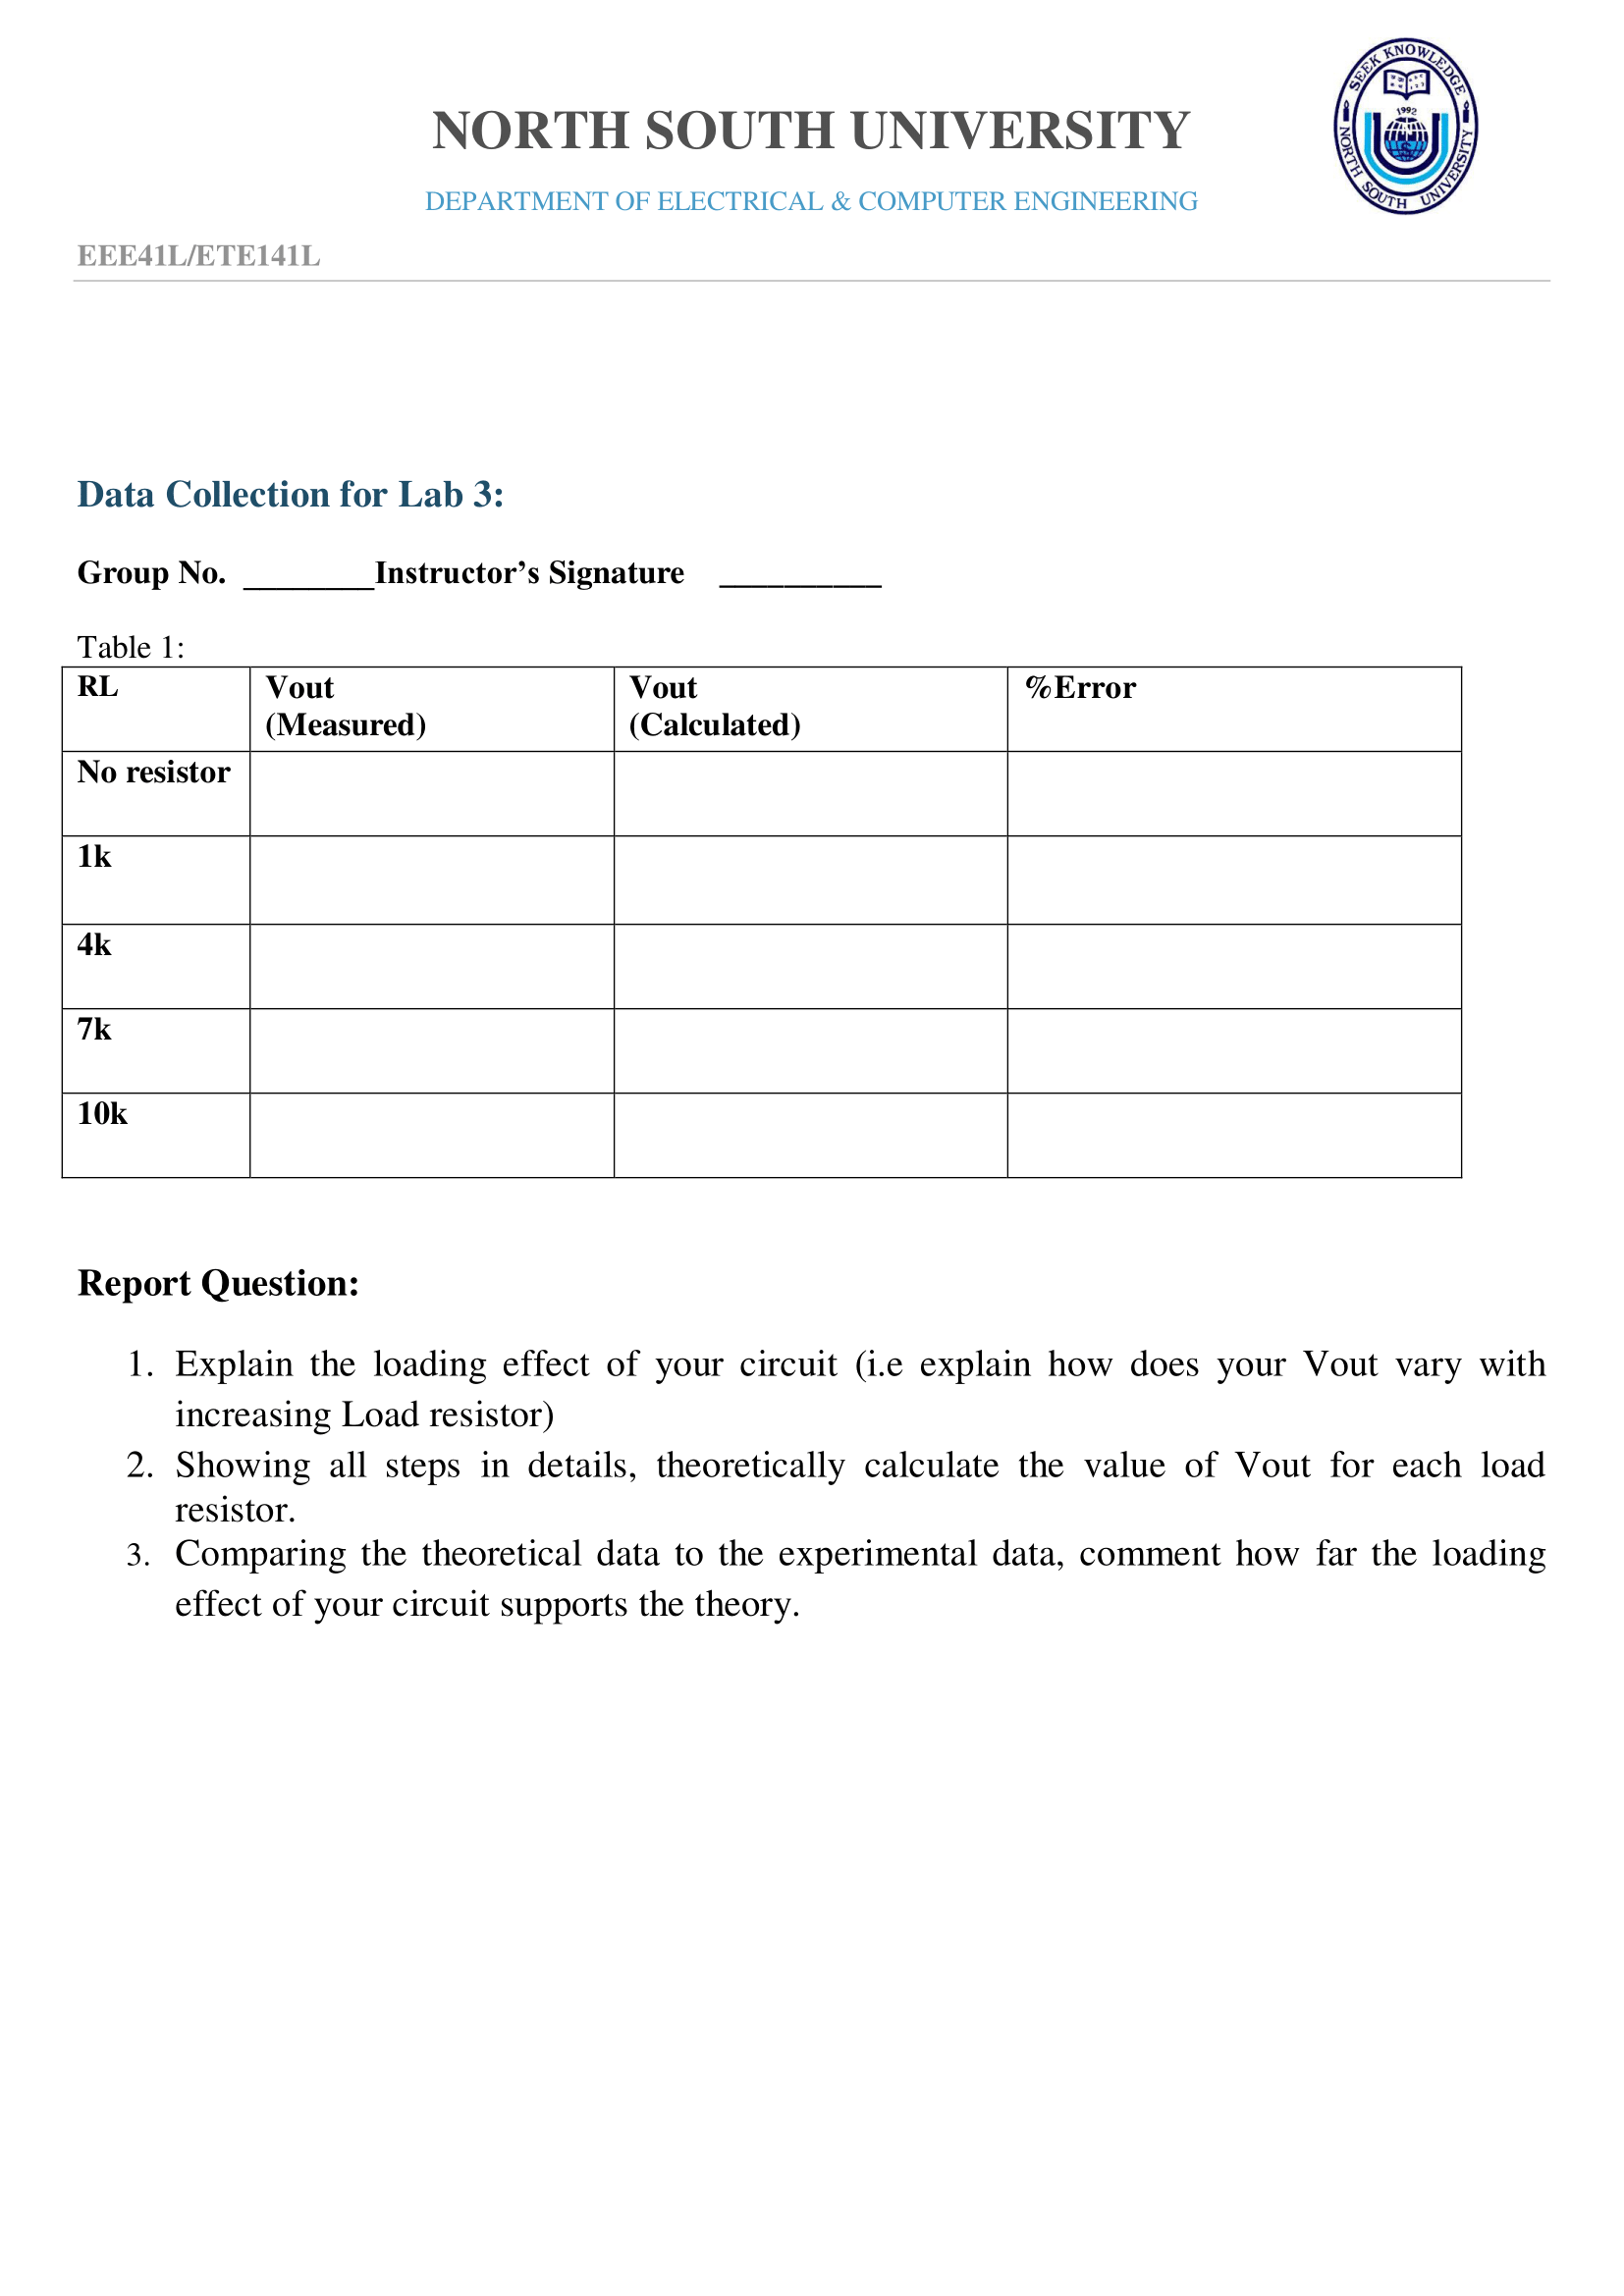 SEEK KNOWLEDGE
1992
NORTH SOUTH UNIVERSITY
NORTH SOUTH UNIVERSITY
DEPARTMENT OF ELECTRICAL & COMPUTER ENGINEERING
EEE41L/ETE141L
Data Collection for Lab 3:
Group No. ________Instructor’s Signature __________
Table 1:
RL Vout Vout %Error
(Measured) (Calculated)
No resistor
1k
4k
7k
10k
Report Question:
1. Explain the loading effect of your circuit (i.e explain how does your Vout vary with
increasing Load resistor)
2. Showing all steps in details, theoretically calculate the value of Vout for each load
resistor.
3. Comparing the theoretical data to the experimental data, comment how far the loading
effect of your circuit supports the theory.